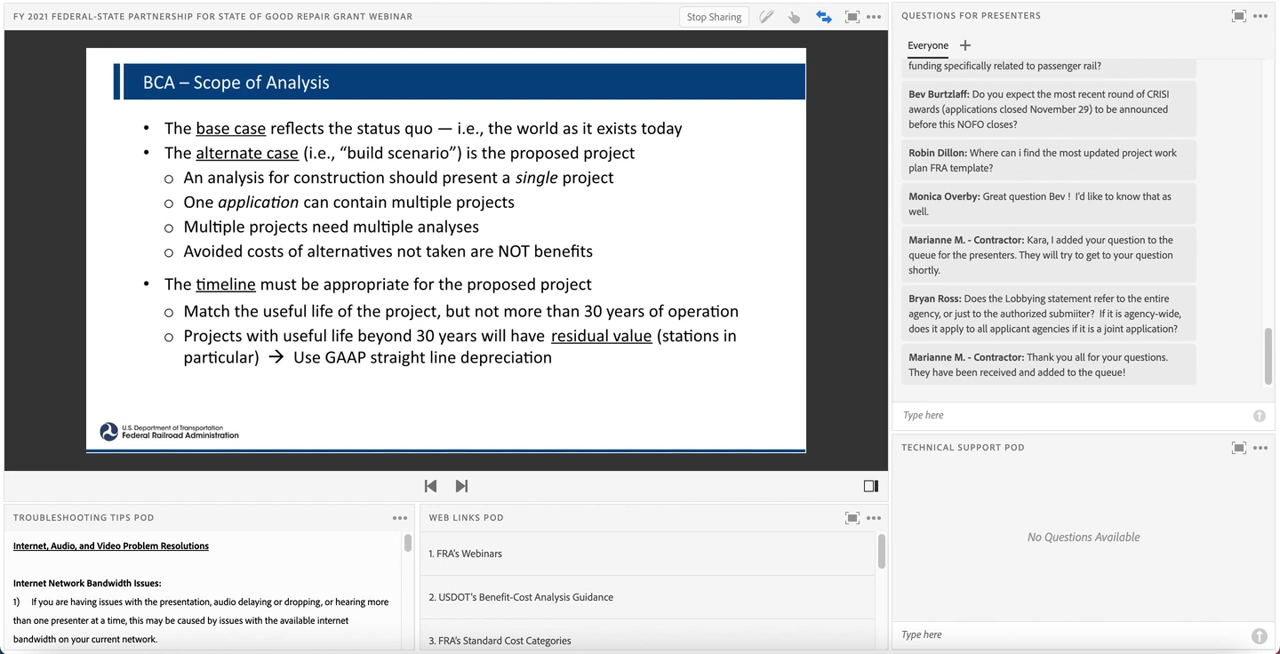 FY 2021 FEDERAL-STATE PARTNERSHIP FOR STATE OF GOOD REPAIR GRANT WEBINAR
Stop Sharing
BCA – Scope of Analysis
• The base case reflects the status quo — i.e., the world as it exists today
• The alternate case (i.e., “build scenario”) is the proposed project
o An analysis for construction should present a single project
o One application can contain multiple projects
o Multiple projects need multiple analyses
o Avoided costs of alternatives not taken are NOT benefits
• The timeline must be appropriate for the proposed project
o Match the useful life of the project, but not more than 30 years of operation
o Projects with useful life beyond 30 years will have residual value (stations in
particular) → Use GAAP straight line depreciation
U.S. Department of Transportation
Federal Railroad Administration
TROUBLESHOOTING TIPS POD
Internet, Audio, and Video Problem Resolutions
Internet Network Bandwidth Issues:
1) If you are having issues with the presentation, audio delaying or dropping, or hearing more
than one presenter at a time, this may be caused by issues with the available internet
bandwidth on your current network.
WEB LINKS POD
1. FRA's Webinars
2. USDOT's Benefit-Cost Analysis Guidance
3. FRA's Standard Cost Categories
QUESTIONS FOR PRESENTERS
Everyone
funding specifically related to passenger rail?
Bev Burtzlaff: Do you expect the most recent round of CRISI
awards (applications closed November 29) to be announced
before this NOFO closes?
Robin Dillon: Where can i find the most updated project work
plan FRA template?
Monica Overby: Great question Bev ! I'd like to know that as
well.
Marianne M. - Contractor: Kara, I added your question to the
queue for the presenters. They will try to get to your question
shortly.
Bryan Ross: Does the Lobbying statement refer to the entire
agency, or just to the authorized submiiter? If it is agency-wide,
does it apply to all applicant agencies if it is a joint application?
Marianne M. - Contractor: Thank you all for your questions.
They have been received and added to the queue!
Type here
TECHNICAL SUPPORT POD
No Questions Available
Type here